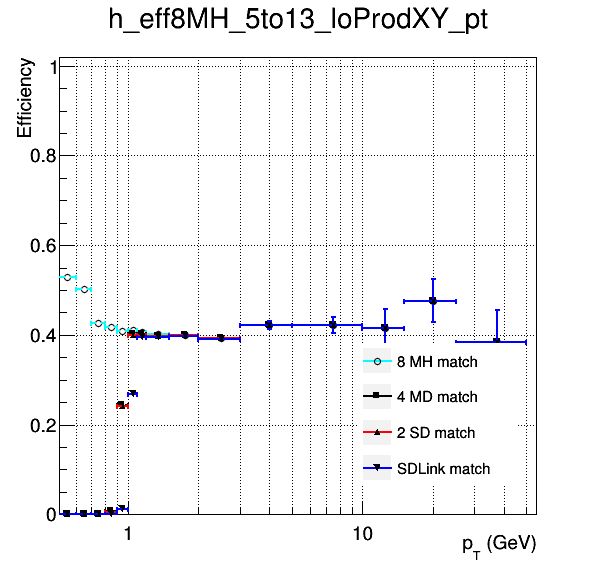 h_eff8MH_5to13_loProdXY_pt
Efficiency
1
0.8
0.6
0.4
0.2
0
8 MH match
4 MD match
2 SD match
SDLink match
1
10
p_T (GeV)